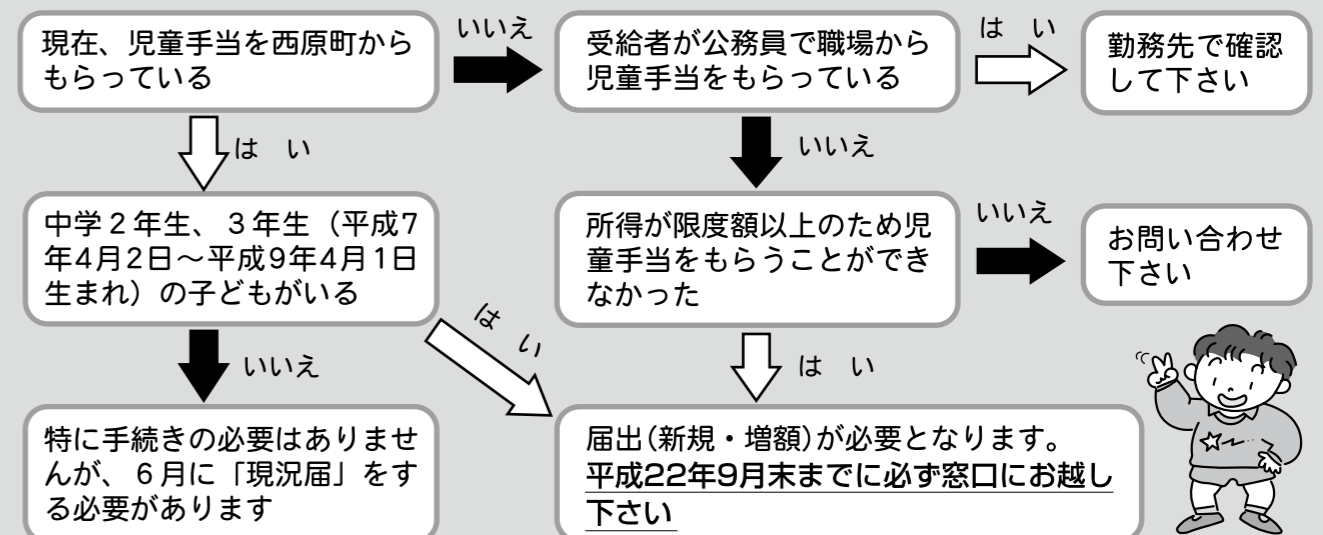 現在、児童手当を西原町から
もらっている
いいえ
受給者が公務員で職場から
児童手当をもらっている
は　い
勤務先で確認
して下さい
は　い
いいえ
中学２年生、３年生（平成7
年4月2日～平成9年4月1日
生まれ）の子どもがいる
所得が限度額以上のため児
童手当をもらうことができ
なかった
いいえ
お問い合わせ
下さい
は　い
いいえ
は　い
特に手続きの必要はありませ
んが、６月に「現況届」をす
る必要があります
届出(新規・増額)が必要となります。
平成22年9月末までに必ず窓口にお越し
下さい